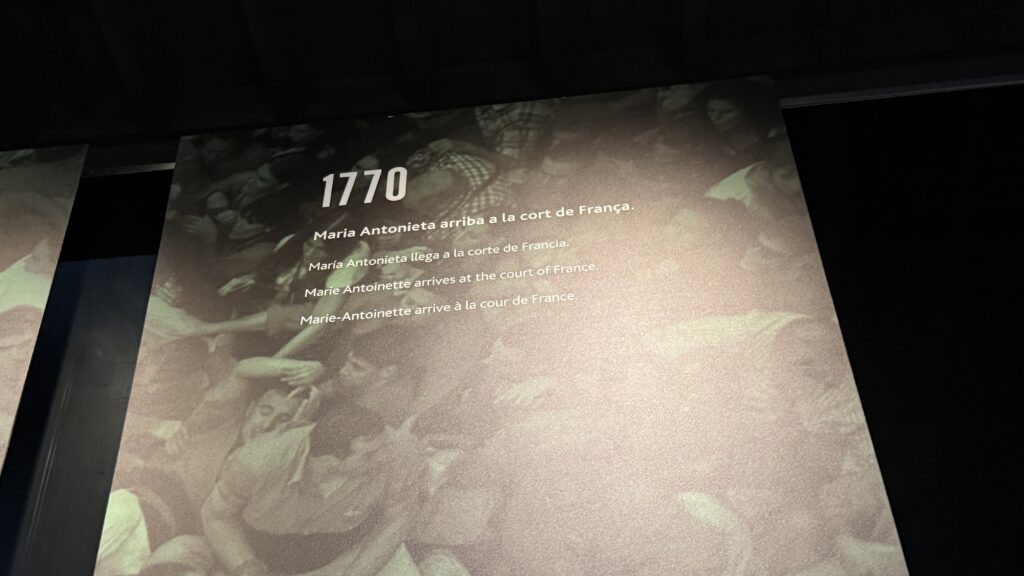 1770
Maria Antonieta arriba a la cort de França.
María Antonieta llega a la corte de Francia.
Marie Antoinette arrives at the court of France.
Marie-Antoinette arrive à la cour de France.